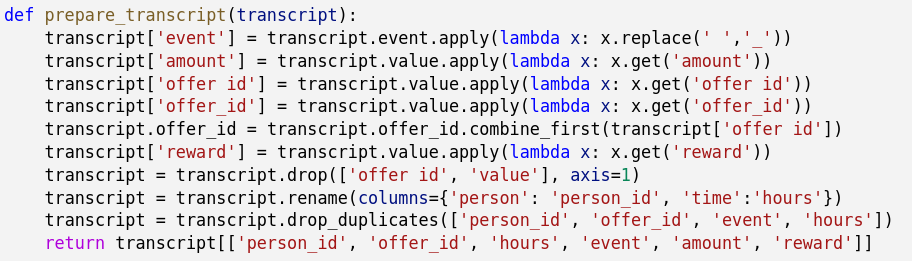 def prepare_transcript(transcript):
    transcript['event'] = transcript.event.apply(lambda x: x.replace(' ','_'))
    transcript['amount'] = transcript.value.apply(lambda x: x.get('amount'))
    transcript['offer id'] = transcript.value.apply(lambda x: x.get('offer id'))
    transcript['offer_id'] = transcript.value.apply(lambda x: x.get('offer_id'))
    transcript.offer_id = transcript.offer_id.combine_first(transcript['offer id'])
    transcript['reward'] = transcript.value.apply(lambda x: x.get('reward'))
    transcript = transcript.drop(['offer id', 'value'], axis=1)
    transcript = transcript.rename(columns={'person': 'person_id', 'time':'hours'})
    transcript = transcript.drop_duplicates(['person_id', 'offer_id', 'event', 'hours'])
    return transcript[['person_id', 'offer_id', 'hours', 'event', 'amount', 'reward']]